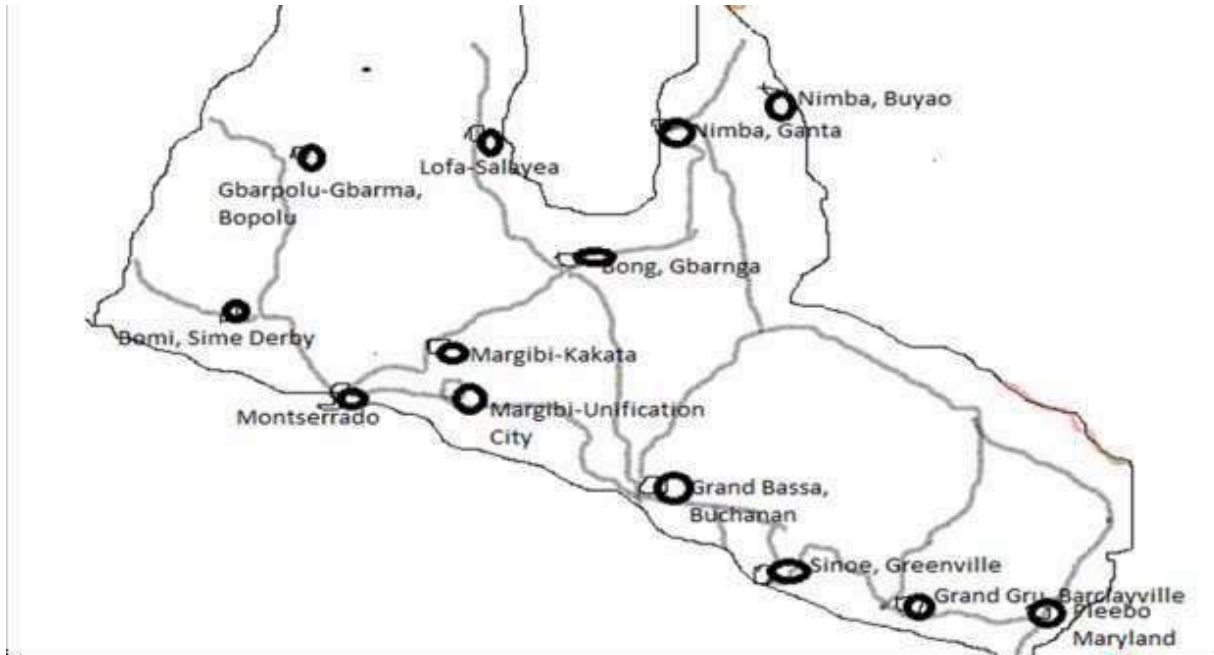 Nimba, Buyao
Nimba, Ganta
Lofa-Salayea
Gbarpolu-Gbarma,
Bopolu
Bong, Gbarnga
Bomi, Sime Derby
Margibi-Kakata
Montserrado
Margibi-Unification
City
Grand Bassa,
Buchanan
Sinoe, Greenville
Grand Gru, Barclayville
Pleebo
Maryland